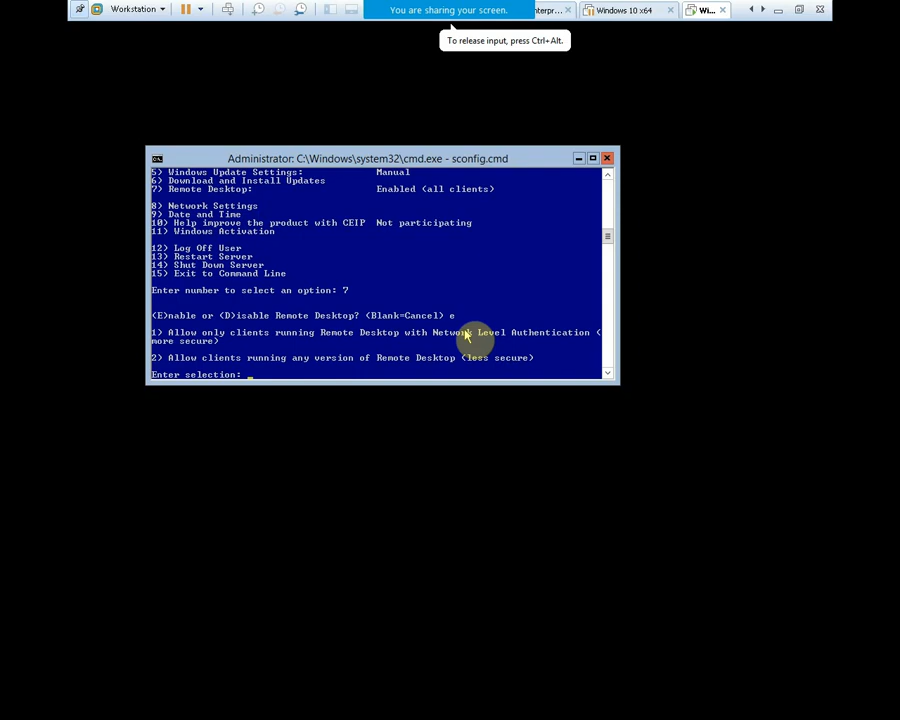 Workstation
You are sharing your screen.
terpr...
Windows 10 x64
Wi...
To release input, press Ctrl+Alt.
Administrator: C:\Windows\system32\cmd.exe - sconfig.cmd
5) Windows Update Settings: Manual
6) Download and Install Updates
7) Remote Desktop: Enabled (all clients)
8) Network Settings
9) Date and Time
10) Help improve the product with CEIP Not participating
11) Windows Activation
12) Log Off User
13) Restart Server
14) Shut Down Server
15) Exit to Command Line
Enter number to select an option: 7
(E)nable or (D)isable Remote Desktop? (Blank=Cancel) e
1) Allow only clients running Remote Desktop with Network Level Authentication (
more secure)
2) Allow clients running any version of Remote Desktop (less secure)
Enter selection: